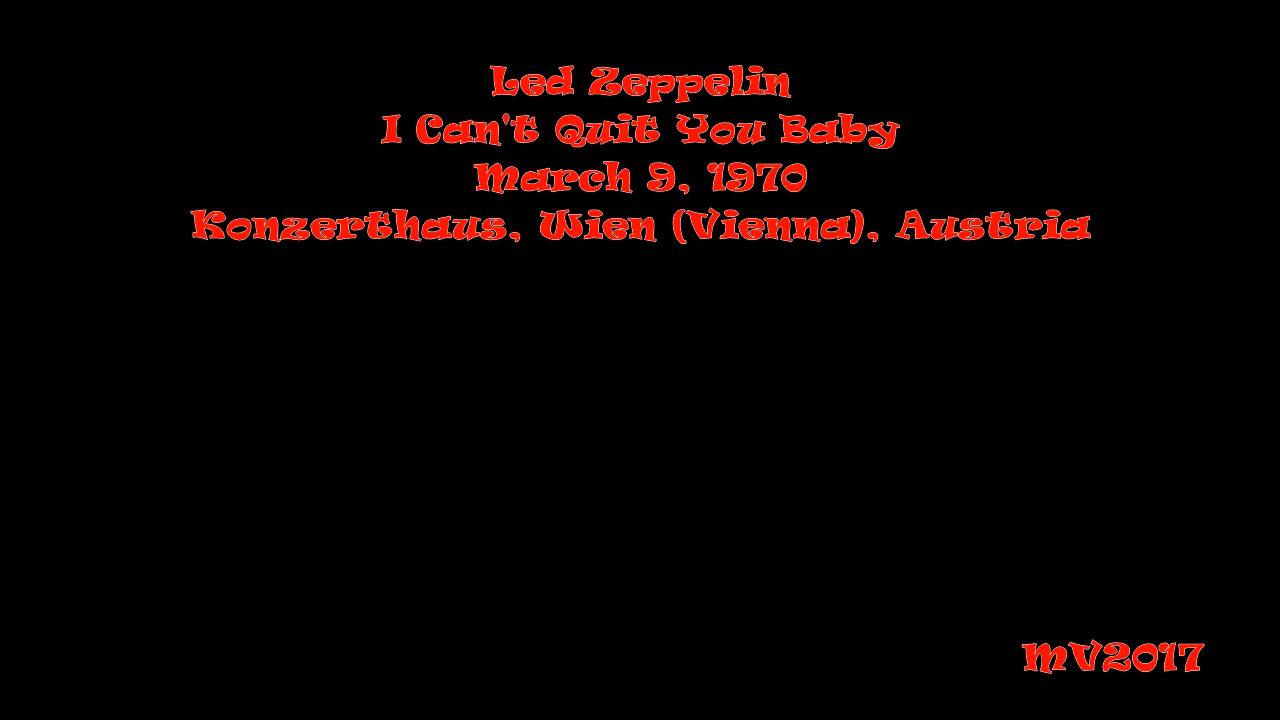 Led Zeppelin
I Can't Quit You Baby
March 9, 1970
Konzerthaus, Wien (Vienna), Austria
MV2017